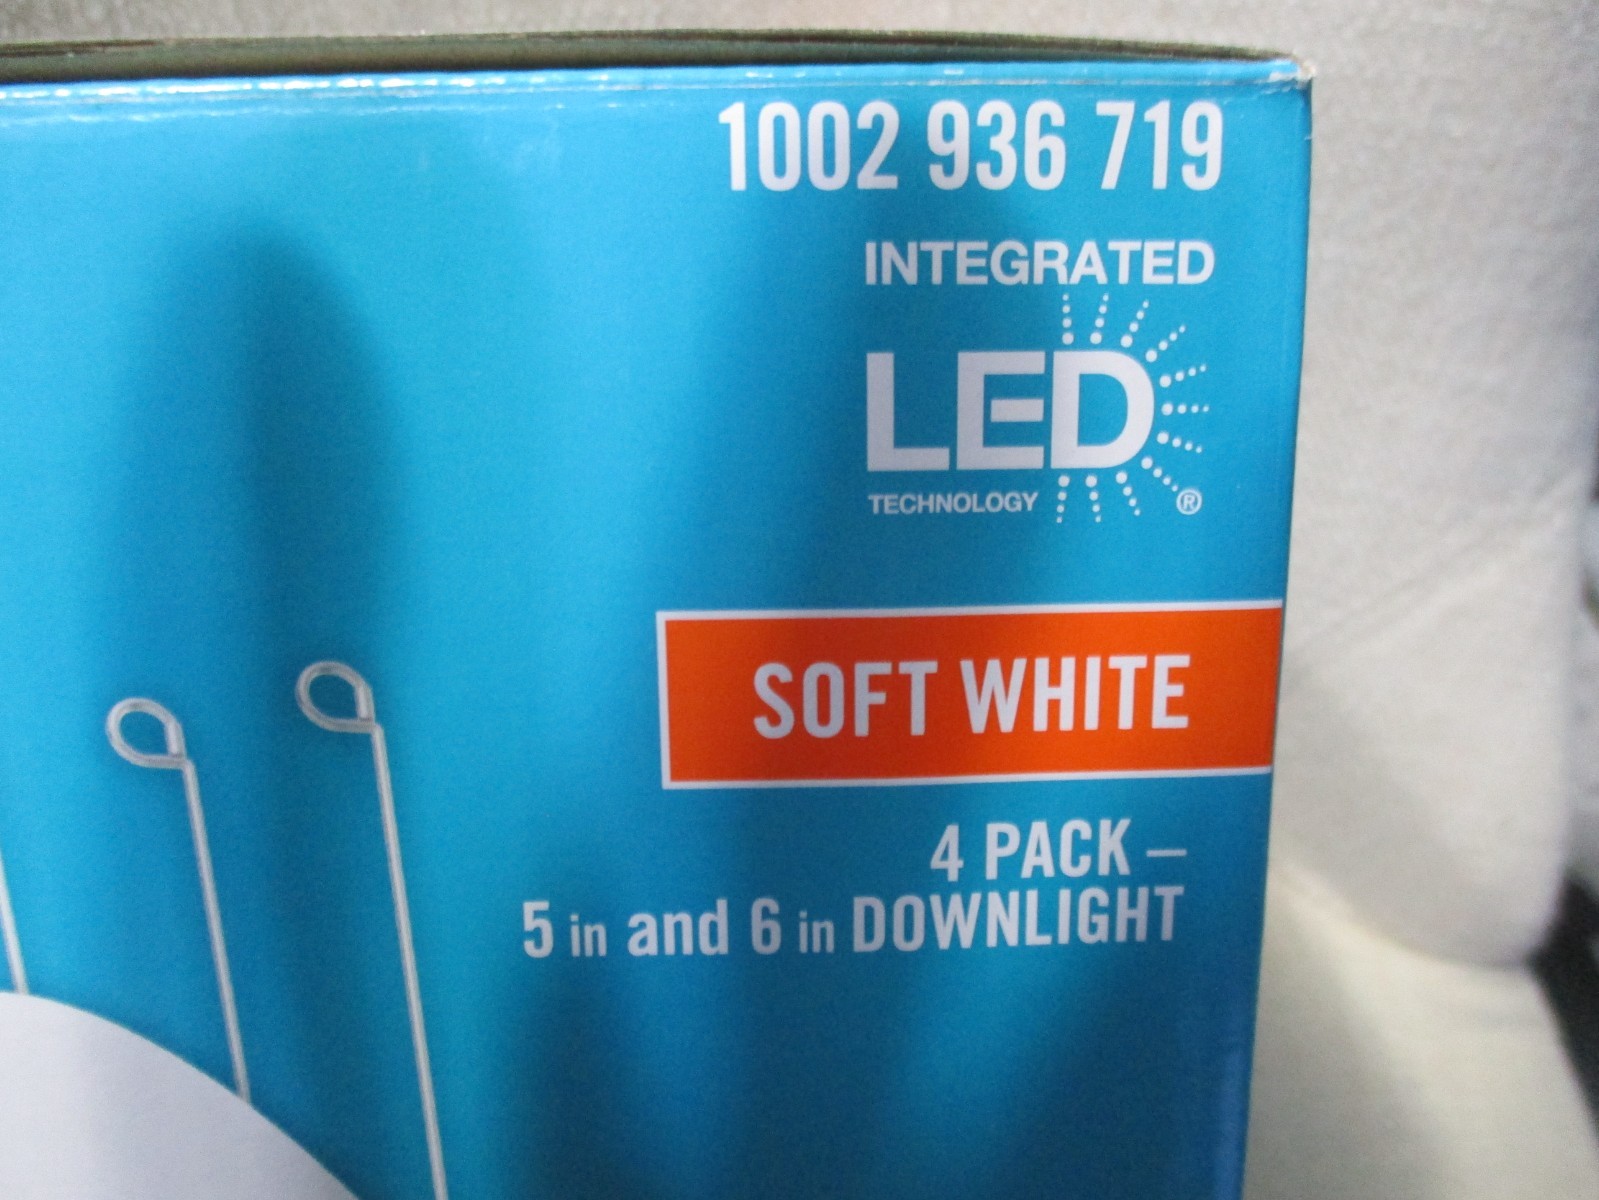 1002 936 719
INTEGRATED
LED
TECHNOLOGY ®
SOFT WHITE
4 PACK –
5 in and 6 in DOWNLIGHT